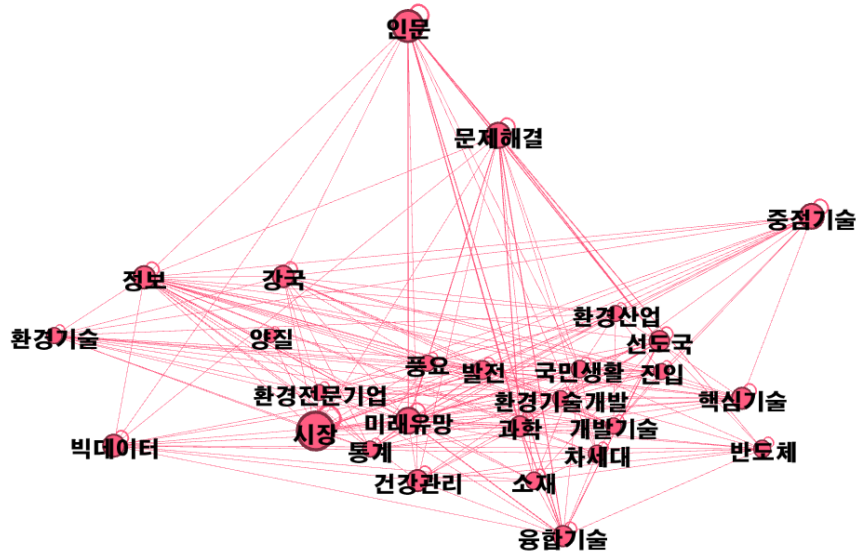 인문
문제해결
중점기술
정보
강국
환경산업
환경기술
양질
선도국
풍요
발전
국민생활
진입
환경전문기업
환경기술개발
핵심기술
시장
미래유망
과학
개발기술
빅데이터
통계
차세대
반도체
건강관리
소재
융합기술